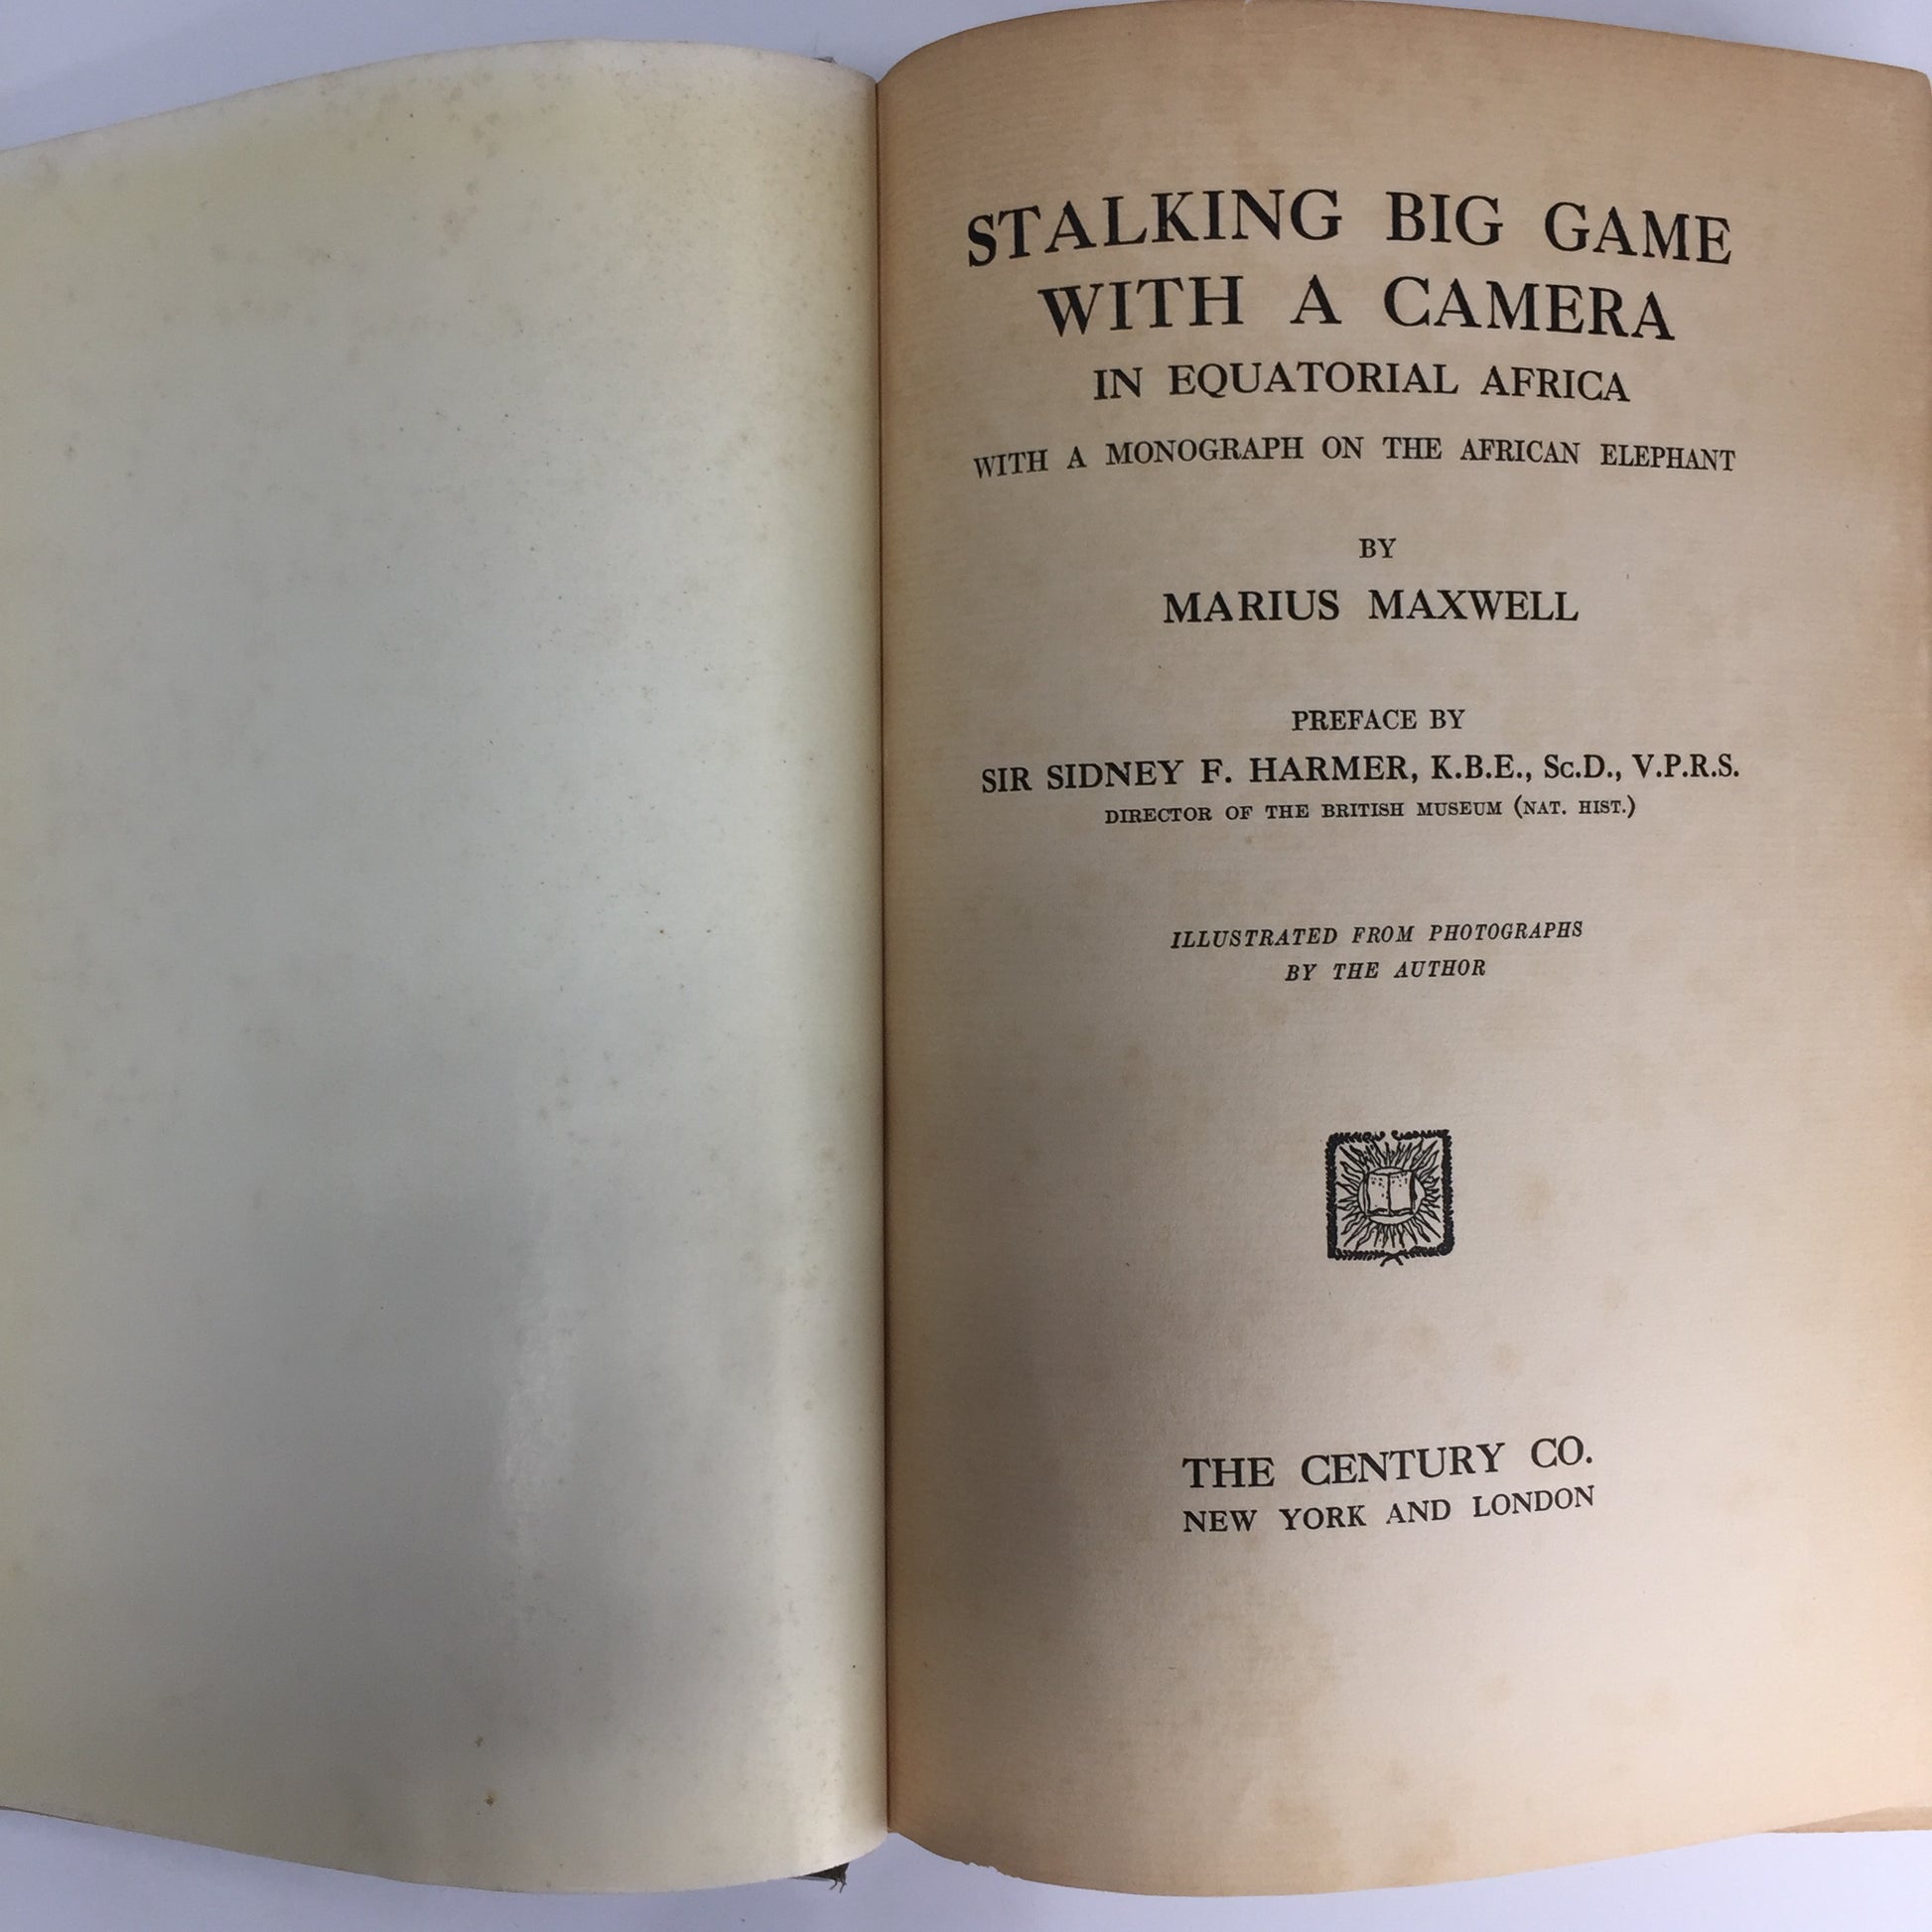 STALKING BIG GAME
WITH A CAMERA
IN EQUATORIAL AFRICA
WITH A MONOGRAPH ON THE AFRICAN ELEPHANT
BY
MARIUS MAXWELL
PREFACE BY
SIR SIDNEY F. HARMER, K.B.E., Sc.D., V.P.R.S.
DIRECTOR OF THE BRITISH MUSEUM (NAT. HIST.)
ILLUSTRATED FROM PHOTOGRAPHS
BY THE AUTHOR
THE CENTURY CO.
NEW YORK AND LONDON